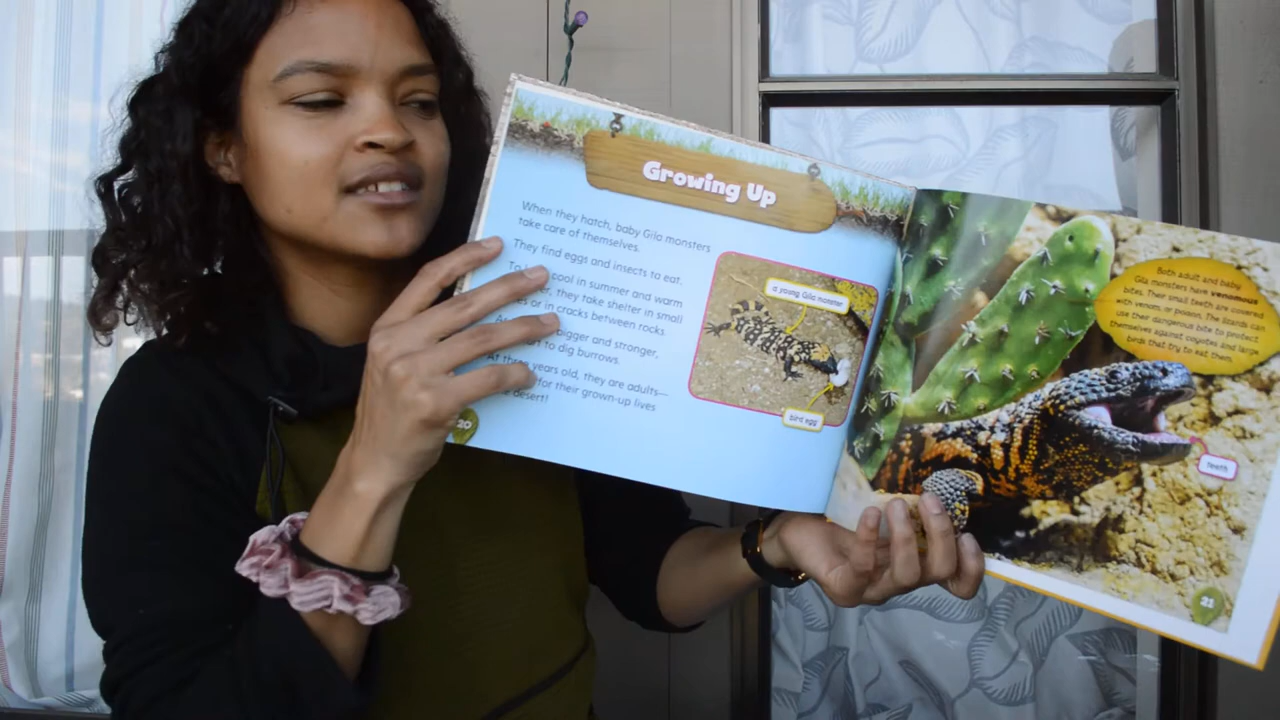 Growing Up
When they hatch, baby Gila monsters
take care of themselves.
They find eggs and insects to eat.
cool in summer and warm
they take shelter in small
or in cracks between rocks.
bigger and stronger,
to dig burrows.
At three years old, they are adults—
for their grown-up lives
desert!
a young Gila monster
bird egg
20
Both adult and baby
Gila monsters have venomous
bites. Their small teeth are covered
with venom, or poison. The lizards can
use their dangerous bite to protect
themselves against coyotes and large
birds that try to eat them.
teeth
21